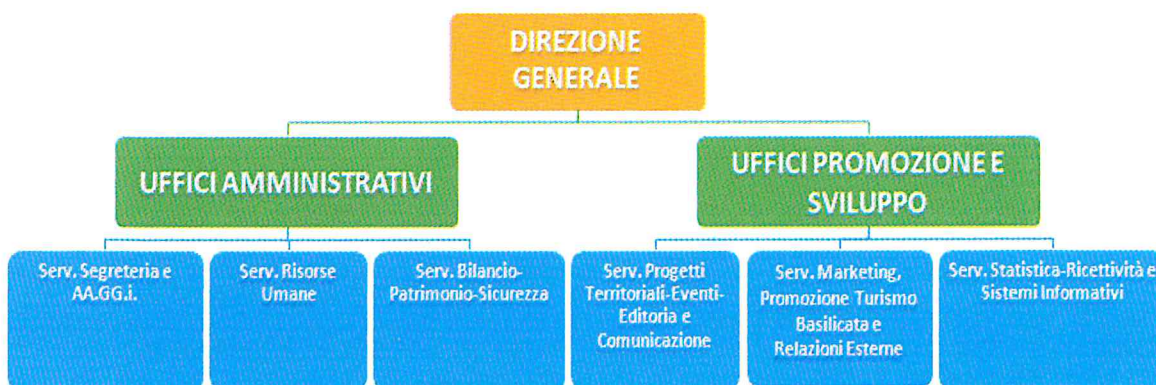 DIREZIONE
GENERALE
UFFICI AMMINISTRATIVI
UFFICI PROMOZIONE E
SVILUPPO
Serv. Segreteria e
AA.GG.i.
Serv. Risorse
Umane
Serv. Bilancio-
Patrimonio-Sicurezza
Serv. Progetti
Territoriali-Eventi-
Editoria e
Comunicazione
Serv. Marketing,
Promozione Turismo
Basilicata e
Relazioni Esterne
Serv. Statistica-Ricettività e
Sistemi Informativi